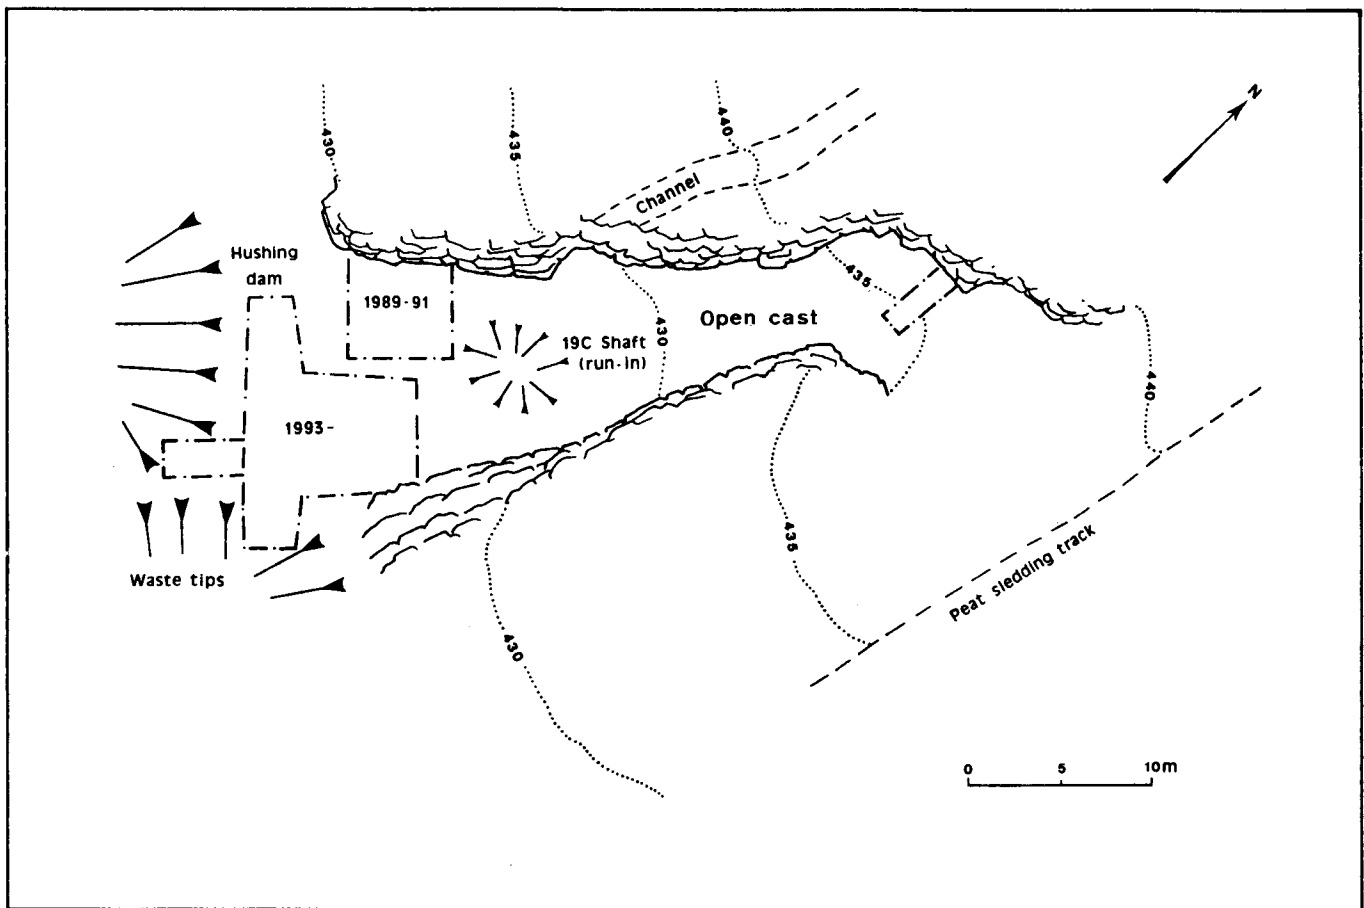 N
430
435
440
Channel
Hushing
dam
1989-91
435
430
Open cast
19C Shaft
(run-in)
440
1993-
435
Peat sledding track
Waste tips
430
0 5 10m